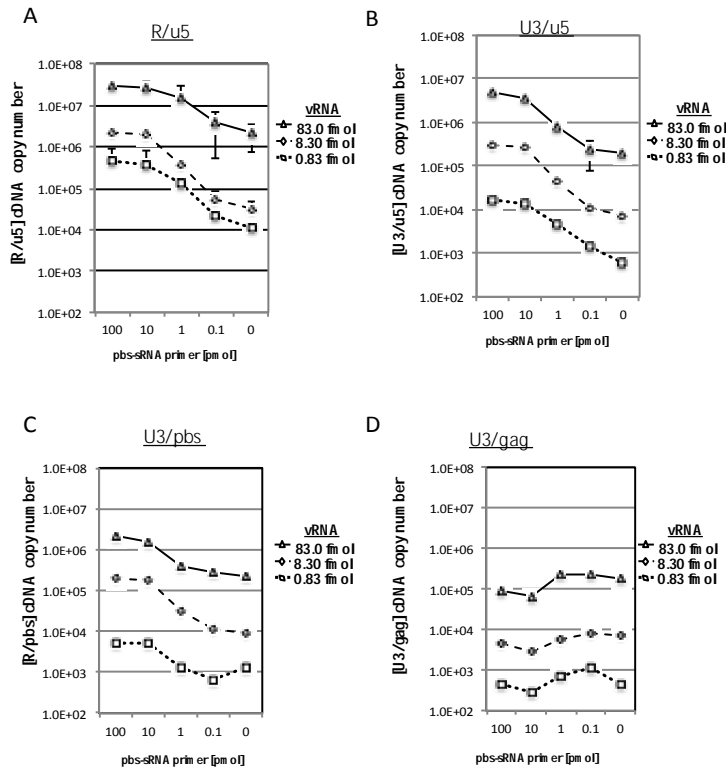 A
R/u5
1.0E+08
1.0E+07
1.0E+06
1.0E+05
1.0E+04
1.0E+03
1.0E+02
[R/u5] cDNA copy number
100 10 1 0.1 0
pbs-sRNA primer [pmol]
vRNA
83.0 fmol
8.30 fmol
0.83 fmol
B
U3/u5
1.0E+08
1.0E+07
1.0E+06
1.0E+05
1.0E+04
1.0E+03
1.0E+02
[U3/u5] cDNA copy number
100 10 1 0.1 0
pbs-sRNA primer [pmol]
vRNA
83.0 fmol
8.30 fmol
0.83 fmol
C
U3/pbs
1.0E+08
1.0E+07
1.0E+06
1.0E+05
1.0E+04
1.0E+03
1.0E+02
[R/pbs] cDNA copy number
100 10 1 0.1 0
pbs-sRNA primer [pmol]
vRNA
83.0 fmol
8.30 fmol
0.83 fmol
D
U3/gag
1.0E+08
1.0E+07
1.0E+06
1.0E+05
1.0E+04
1.0E+03
1.0E+02
[U3/gag] cDNA copy number
100 10 1 0.1 0
pbs-sRNA primer [pmol]
vRNA
83.0 fmol
8.30 fmol
0.83 fmol